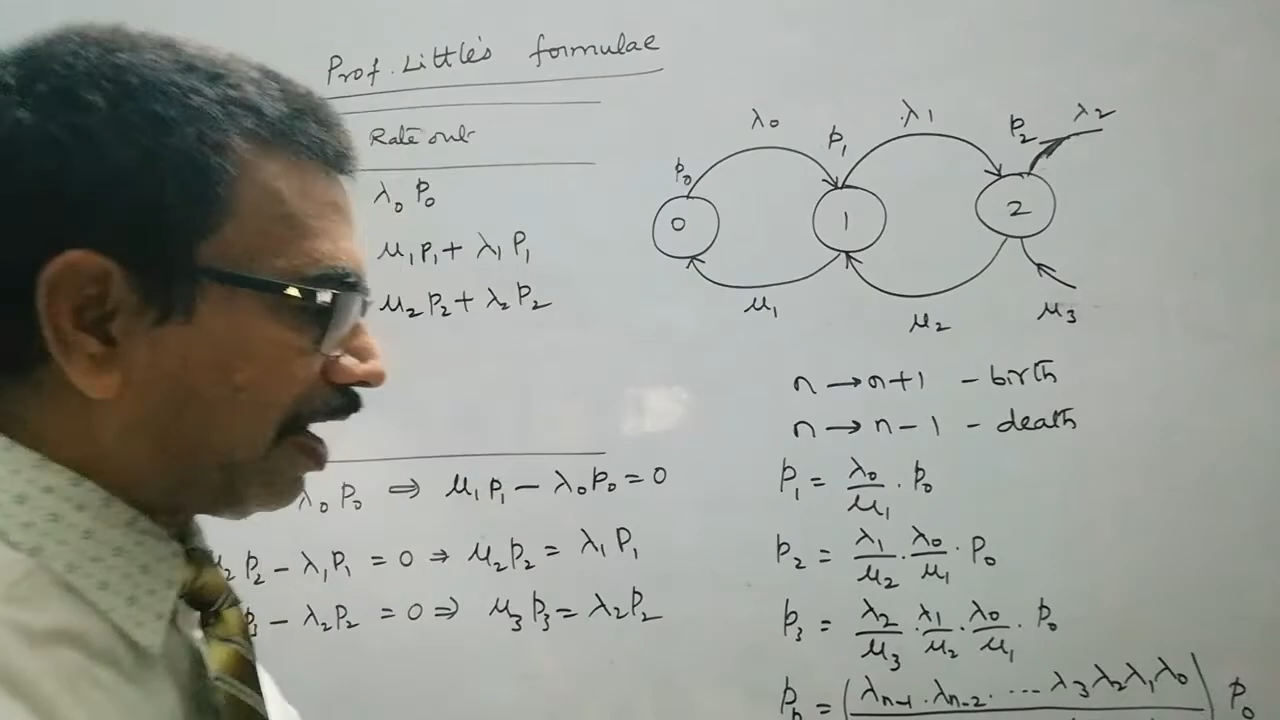 Prof. Little's formulae
Rate out
λ0 P0
μ1 P1 + λ1 P1
μ2 P2 + λ2 P2
λ0 P0 ⇒ μ1 P1 − λ0 P0 = 0
μ2 P2 − λ1 P1 = 0 ⇒ μ2 P2 = λ1 P1
P3 − λ2 P2 = 0 ⇒ μ3 P3 = λ2 P2
λ0 λ1 λ2
P0 P1 P2
0 1 2
μ1 μ2 μ3
n → n+1 – birth
n → n−1 – death
P1 = λ0/μ1 · P0
P2 = λ1/μ2 · λ0/μ1 · P0
P3 = λ2/μ3 · λ1/μ2 · λ0/μ1 · P0
Pn = (λn-1 · λn-2 · ... λ3 λ2 λ1 λ0) P0